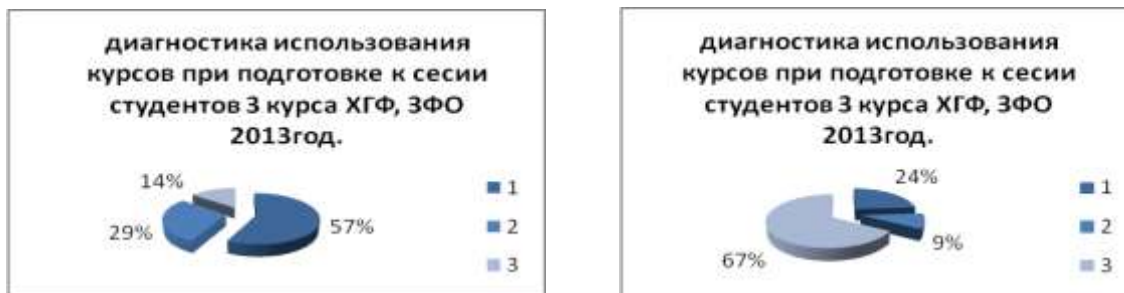 диагностика использования
курсов при подготовке к сесии
студентов 3 курса ХГФ, ЗФО
2013год.
14%
29%
57%
1
2
3
диагностика использования
курсов при подготовке к сесии
студентов 3 курса ХГФ, ЗФО
2013год.
24%
9%
67%
1
2
3